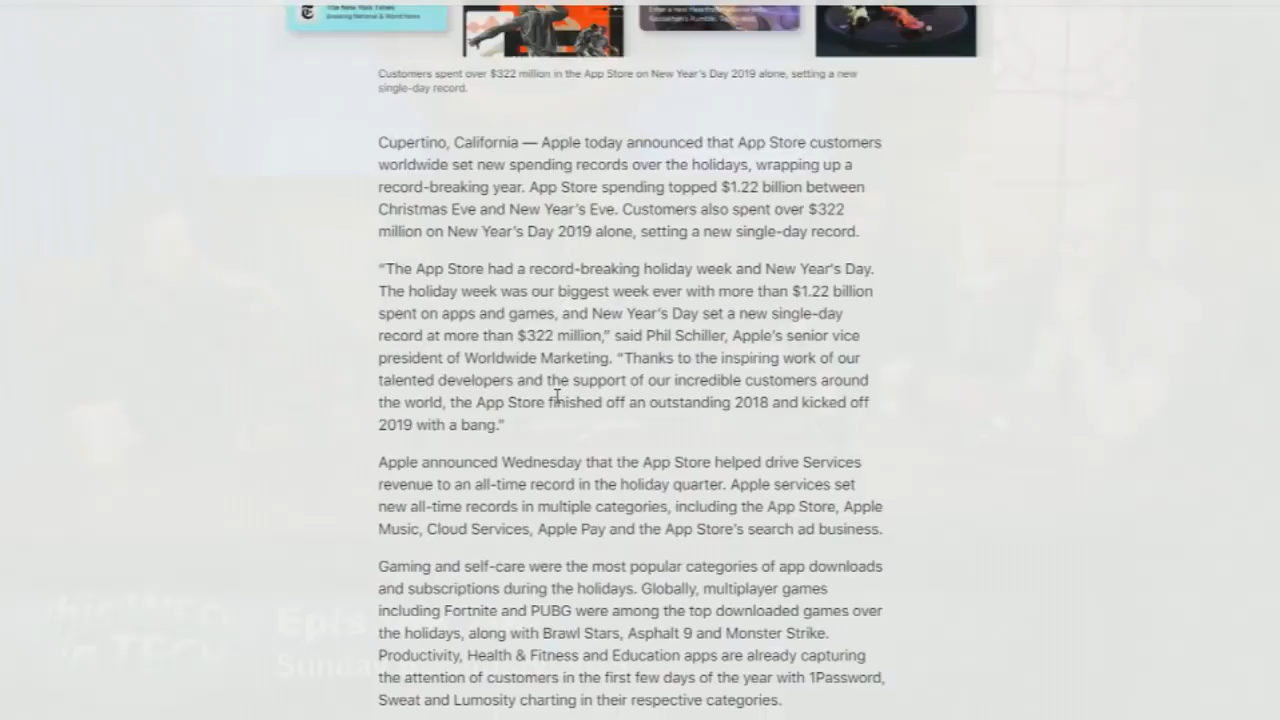 The New York Times
Breaking National & World News
Customers spent over $322 million in the App Store on New Year's Day 2019 alone, setting a new
single-day record.
Cupertino, California — Apple today announced that App Store customers
worldwide set new spending records over the holidays, wrapping up a
record-breaking year. App Store spending topped $1.22 billion between
Christmas Eve and New Year's Eve. Customers also spent over $322
million on New Year's Day 2019 alone, setting a new single-day record.
“The App Store had a record-breaking holiday week and New Year's Day.
The holiday week was our biggest week ever with more than $1.22 billion
spent on apps and games, and New Year's Day set a new single-day
record at more than $322 million,” said Phil Schiller, Apple's senior vice
president of Worldwide Marketing. “Thanks to the inspiring work of our
talented developers and the support of our incredible customers around
the world, the App Store finished off an outstanding 2018 and kicked off
2019 with a bang.”
Apple announced Wednesday that the App Store helped drive Services
revenue to an all-time record in the holiday quarter. Apple services set
new all-time records in multiple categories, including the App Store, Apple
Music, Cloud Services, Apple Pay and the App Store's search ad business.
Gaming and self-care were the most popular categories of app downloads
and subscriptions during the holidays. Globally, multiplayer games
including Fortnite and PUBG were among the top downloaded games over
the holidays, along with Brawl Stars, Asphalt 9 and Monster Strike.
Productivity, Health & Fitness and Education apps are already capturing
the attention of customers in the first few days of the year with 1Password,
Sweat and Lumosity charting in their respective categories.